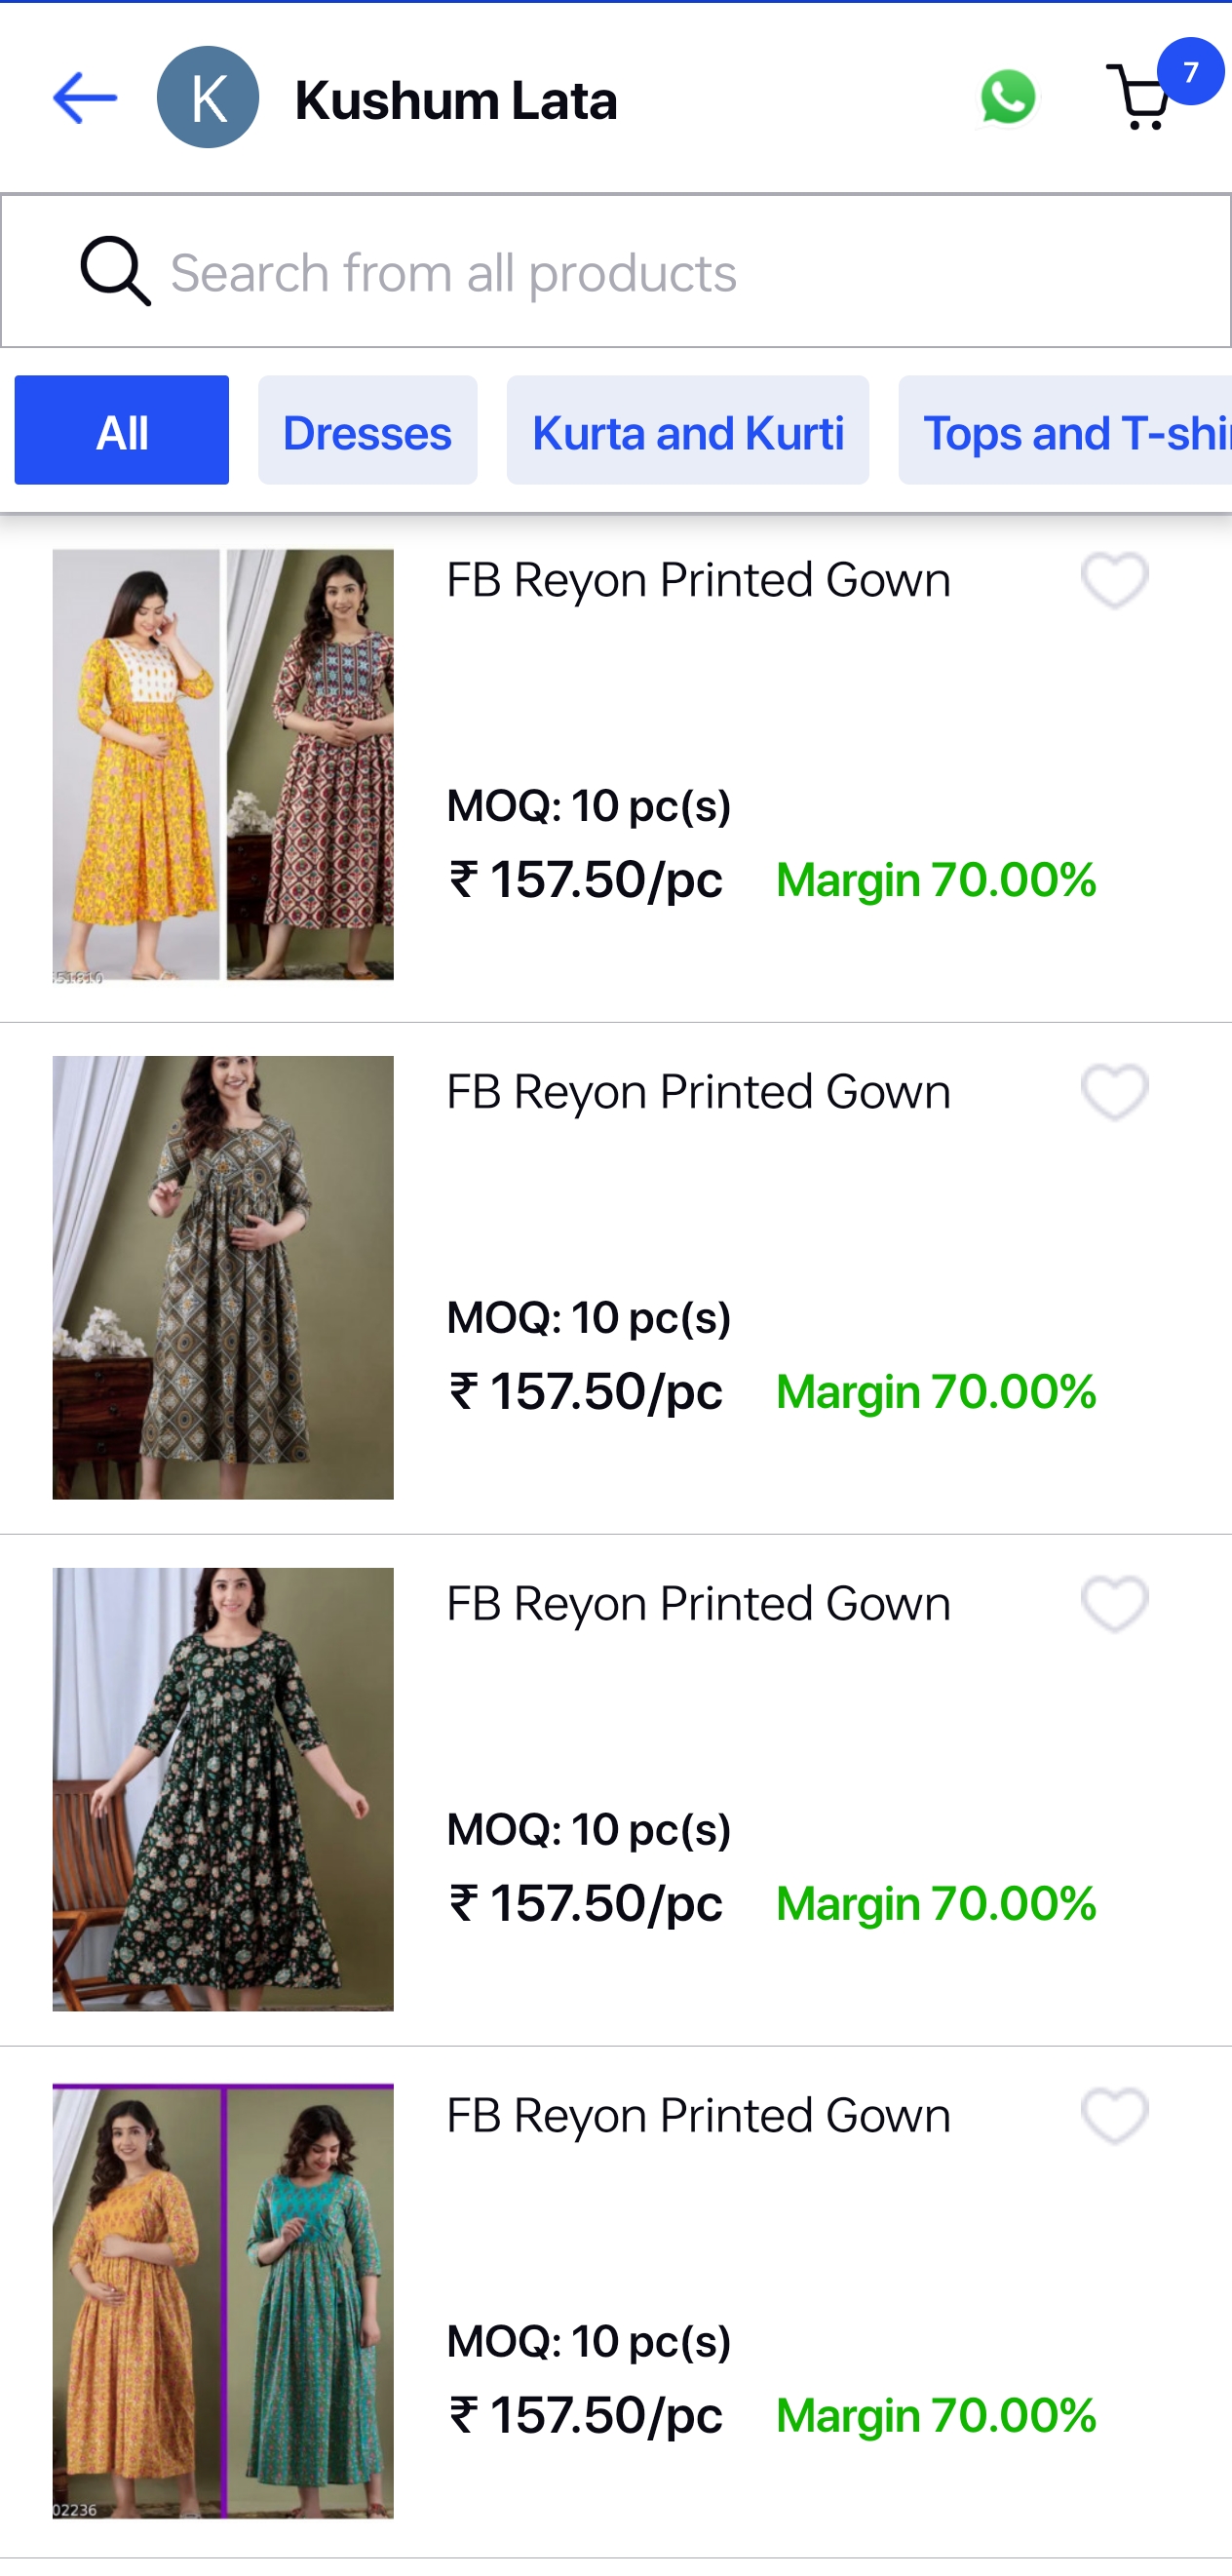 K
Kushum Lata
7
Search from all products
All
Dresses
Kurta and Kurti
Tops and T-shi
FB Reyon Printed Gown
MOQ: 10 pc(s)
₹ 157.50/pc Margin 70.00%
FB Reyon Printed Gown
MOQ: 10 pc(s)
₹ 157.50/pc Margin 70.00%
FB Reyon Printed Gown
MOQ: 10 pc(s)
₹ 157.50/pc Margin 70.00%
FB Reyon Printed Gown
02236
MOQ: 10 pc(s)
₹ 157.50/pc Margin 70.00%